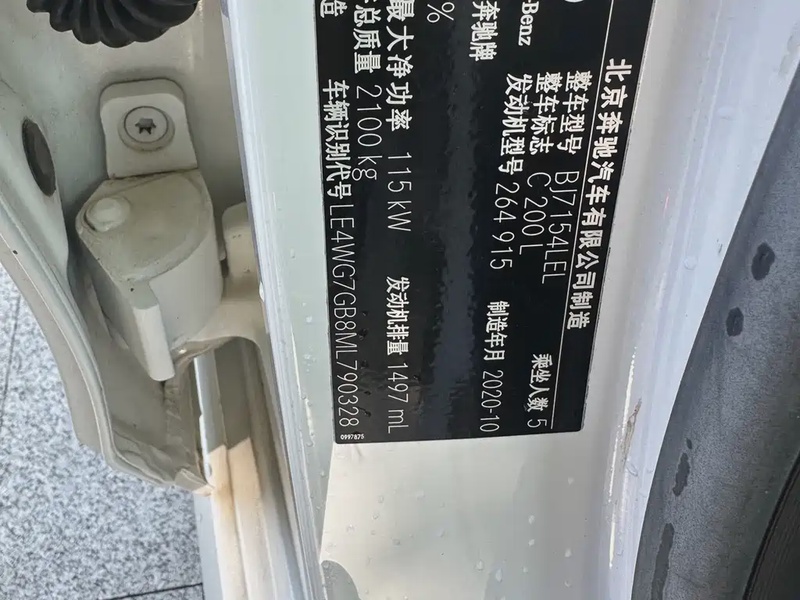 -Benz
奔驰牌
北京奔驰汽车有限公司制造
整车型号 BJ7154LEL
整车标志 C 200 L 乘坐人数 5
发动机型号 264 915 制造年月 2020-10
%
最大净功率 115 kW 发动机排量 1497 mL
总质量 2100 kg
造
车辆识别代号 LE4WG7GB8ML790328
0997875